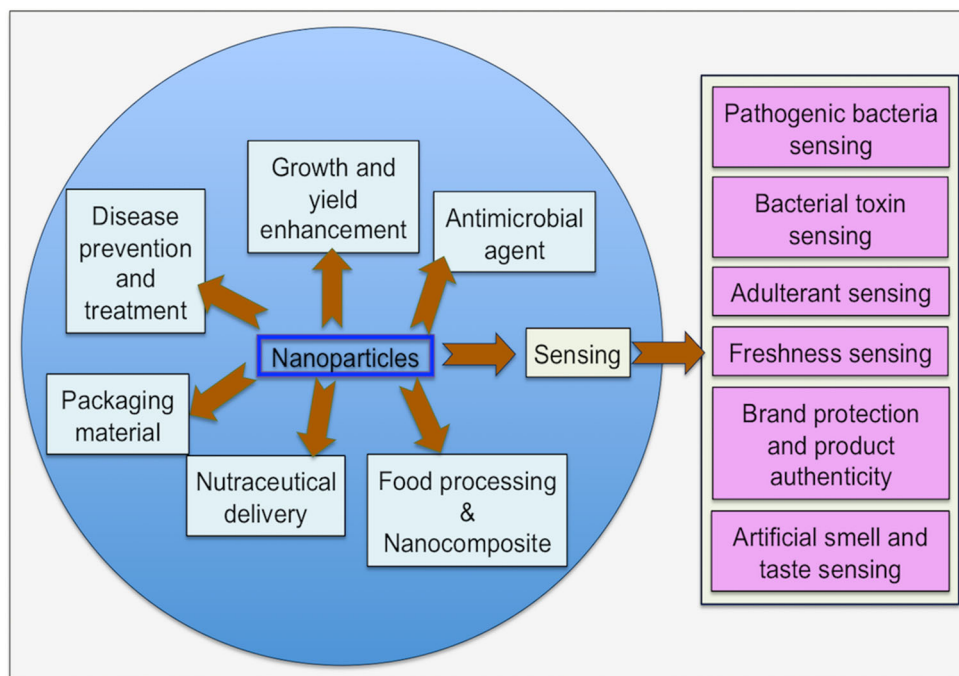 Growth and
yield
enhancement
Disease
prevention
and
treatment
Antimicrobial
agent
Nanoparticles
Sensing
Packaging
material
Nutraceutical
delivery
Food processing
&
Nanocomposite
Pathogenic bacteria
sensing
Bacterial toxin
sensing
Adulterant sensing
Freshness sensing
Brand protection
and product
authenticity
Artificial smell and
taste sensing